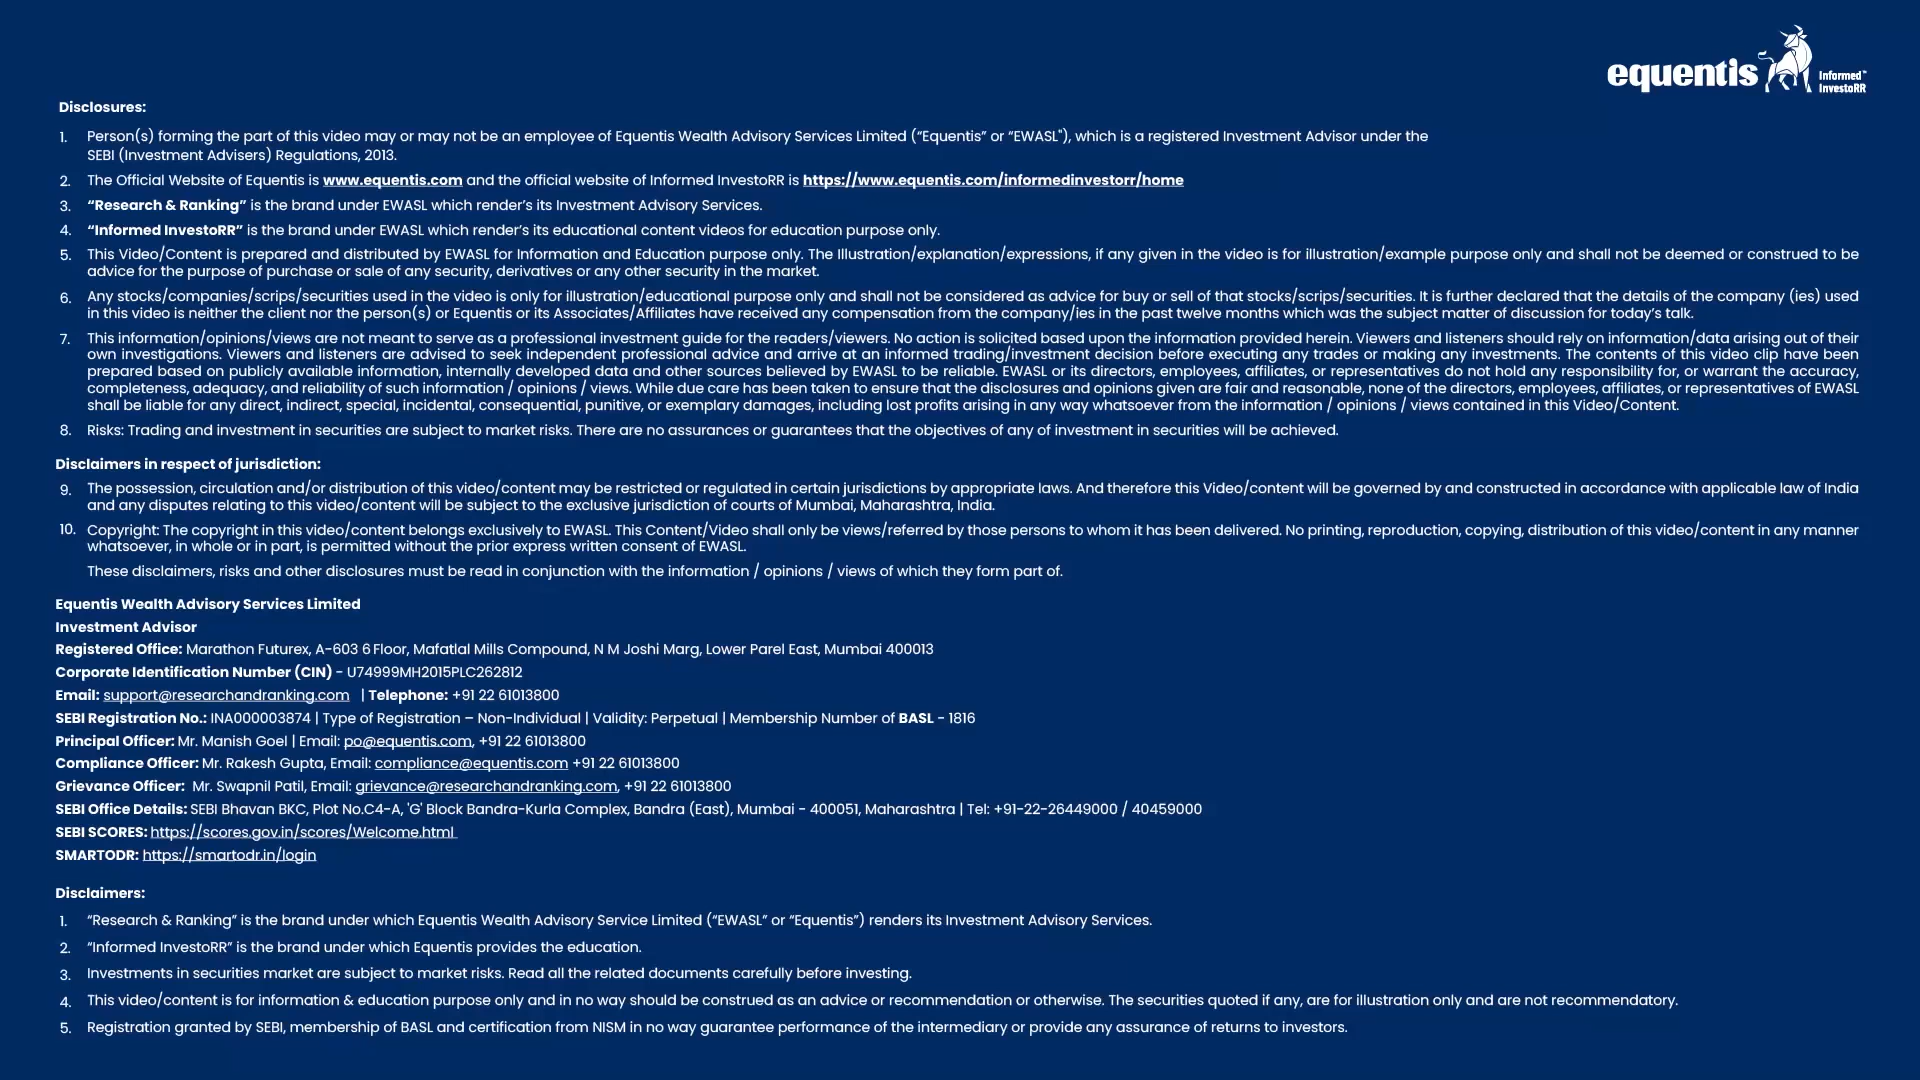 equentis Informed™
InvestoRR
Disclosures:
1. Person(s) forming the part of this video may or may not be an employee of Equentis Wealth Advisory Services Limited (“Equentis” or “EWASL"), which is a registered Investment Advisor under the
SEBI (Investment Advisers) Regulations, 2013.
2. The Official Website of Equentis is www.equentis.com and the official website of Informed InvestoRR is https://www.equentis.com/informedinvestorr/home
3. “Research & Ranking” is the brand under EWASL which render’s its Investment Advisory Services.
4. “Informed InvestoRR” is the brand under EWASL which render’s its educational content videos for education purpose only.
5. This Video/Content is prepared and distributed by EWASL for Information and Education purpose only. The Illustration/explanation/expressions, if any given in the video is for illustration/example purpose only and shall not be deemed or construed to be
advice for the purpose of purchase or sale of any security, derivatives or any other security in the market.
6. Any stocks/companies/scrips/securities used in the video is only for illustration/educational purpose only and shall not be considered as advice for buy or sell of that stocks/scrips/securities. It is further declared that the details of the company (ies) used
in this video is neither the client nor the person(s) or Equentis or its Associates/Affiliates have received any compensation from the company/ies in the past twelve months which was the subject matter of discussion for today’s talk.
7. This information/opinions/views are not meant to serve as a professional investment guide for the readers/viewers. No action is solicited based upon the information provided herein. Viewers and listeners should rely on information/data arising out of their
own investigations. Viewers and listeners are advised to seek independent professional advice and arrive at an informed trading/investment decision before executing any trades or making any investments. The contents of this video clip have been
prepared based on publicly available information, internally developed data and other sources believed by EWASL to be reliable. EWASL or its directors, employees, affiliates, or representatives do not hold any responsibility for, or warrant the accuracy,
completeness, adequacy, and reliability of such information / opinions / views. While due care has been taken to ensure that the disclosures and opinions given are fair and reasonable, none of the directors, employees, affiliates, or representatives of EWASL
shall be liable for any direct, indirect, special, incidental, consequential, punitive, or exemplary damages, including lost profits arising in any way whatsoever from the information / opinions / views contained in this Video/Content.
8. Risks: Trading and investment in securities are subject to market risks. There are no assurances or guarantees that the objectives of any of investment in securities will be achieved.
Disclaimers in respect of jurisdiction:
9. The possession, circulation and/or distribution of this video/content may be restricted or regulated in certain jurisdictions by appropriate laws. And therefore this Video/content will be governed by and constructed in accordance with applicable law of India
and any disputes relating to this video/content will be subject to the exclusive jurisdiction of courts of Mumbai, Maharashtra, India.
10. Copyright: The copyright in this video/content belongs exclusively to EWASL. This Content/Video shall only be views/referred by those persons to whom it has been delivered. No printing, reproduction, copying, distribution of this video/content in any manner
whatsoever, in whole or in part, is permitted without the prior express written consent of EWASL.
These disclaimers, risks and other disclosures must be read in conjunction with the information / opinions / views of which they form part of.
Equentis Wealth Advisory Services Limited
Investment Advisor
Registered Office: Marathon Futurex, A-603 6 Floor, Mafatlal Mills Compound, N M Joshi Marg, Lower Parel East, Mumbai 400013
Corporate Identification Number (CIN) - U74999MH2015PLC262812
Email: support@researchandranking.com | Telephone: +91 22 61013800
SEBI Registration No.: INA000003874 | Type of Registration – Non-Individual | Validity: Perpetual | Membership Number of BASL - 1816
Principal Officer: Mr. Manish Goel | Email: po@equentis.com, +91 22 61013800
Compliance Officer: Mr. Rakesh Gupta, Email: compliance@equentis.com +91 22 61013800
Grievance Officer: Mr. Swapnil Patil, Email: grievance@researchandranking.com, +91 22 61013800
SEBI Office Details: SEBI Bhavan BKC, Plot No.C4-A, 'G' Block Bandra-Kurla Complex, Bandra (East), Mumbai - 400051, Maharashtra | Tel: +91-22-26449000 / 40459000
SEBI SCORES: https://scores.gov.in/scores/Welcome.html
SMARTODR: https://smartodr.in/login
Disclaimers:
1. “Research & Ranking” is the brand under which Equentis Wealth Advisory Service Limited (“EWASL” or “Equentis”) renders its Investment Advisory Services.
2. “Informed InvestoRR” is the brand under which Equentis provides the education.
3. Investments in securities market are subject to market risks. Read all the related documents carefully before investing.
4. This video/content is for information & education purpose only and in no way should be construed as an advice or recommendation or otherwise. The securities quoted if any, are for illustration only and are not recommendatory.
5. Registration granted by SEBI, membership of BASL and certification from NISM in no way guarantee performance of the intermediary or provide any assurance of returns to investors.